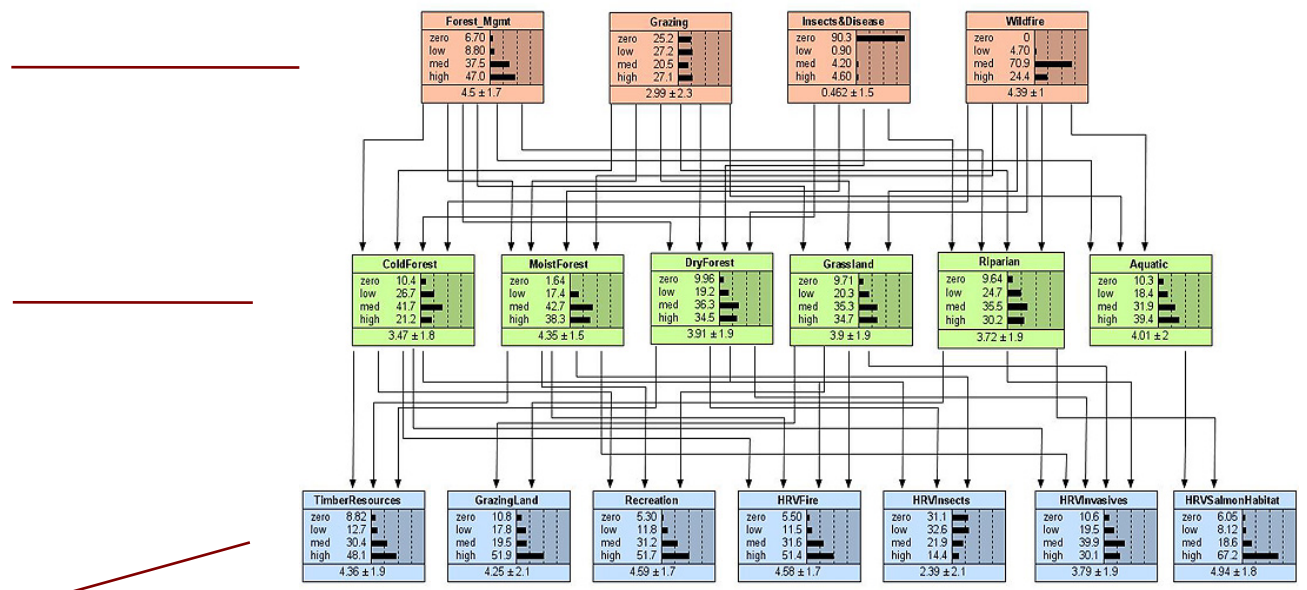 Forest_Mgmt
zero 6.70
low 8.80
med 37.5
high 47.0
4.5 ± 1.7
Grazing
zero 25.2
low 27.2
med 20.5
high 27.1
2.99 ± 2.3
Insects&Disease
zero 90.3
low 0.90
med 4.20
high 4.60
0.462 ± 1.5
Wildfire
zero 0
low 4.70
med 70.9
high 24.4
4.39 ± 1
ColdForest
zero 10.4
low 26.7
med 41.7
high 21.2
3.47 ± 1.8
MoistForest
zero 1.64
low 17.4
med 42.7
high 38.3
4.35 ± 1.5
DryForest
zero 9.96
low 19.2
med 36.3
high 34.5
3.91 ± 1.9
Grassland
zero 9.71
low 20.3
med 35.3
high 34.7
3.9 ± 1.9
Riparian
zero 9.64
low 24.7
med 35.5
high 30.2
3.72 ± 1.9
Aquatic
zero 10.3
low 18.4
med 31.9
high 39.4
4.01 ± 2
TimberResources
zero 8.82
low 12.7
med 30.4
high 48.1
4.36 ± 1.9
GrazingLand
zero 10.8
low 17.8
med 19.5
high 51.9
4.25 ± 2.1
Recreation
zero 5.30
low 11.8
med 31.2
high 51.7
4.59 ± 1.7
HRVFire
zero 5.50
low 11.5
med 31.6
high 51.4
4.58 ± 1.7
HRVInsects
zero 31.1
low 32.6
med 21.9
high 14.4
2.39 ± 2.1
HRVInvasives
zero 10.6
low 19.5
med 39.9
high 30.1
3.79 ± 1.9
HRVSalmonHabitat
zero 6.05
low 8.12
med 18.6
high 67.2
4.94 ± 1.8